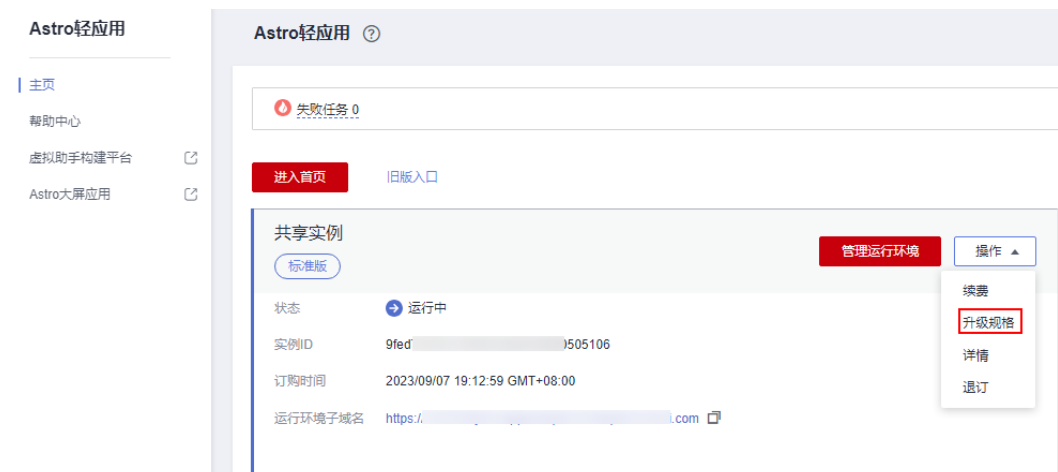 Astro轻应用
主页
帮助中心
虚拟助手构建平台
Astro大屏应用
Astro轻应用 ?
失败任务 0
进入首页 旧版入口
共享实例
标准版
管理运行环境 操作
续费
升级规格
详情
退订
状态 运行中
实例ID 9fed 505106
订购时间 2023/09/07 19:12:59 GMT+08:00
运行环境子域名 https:/ .com